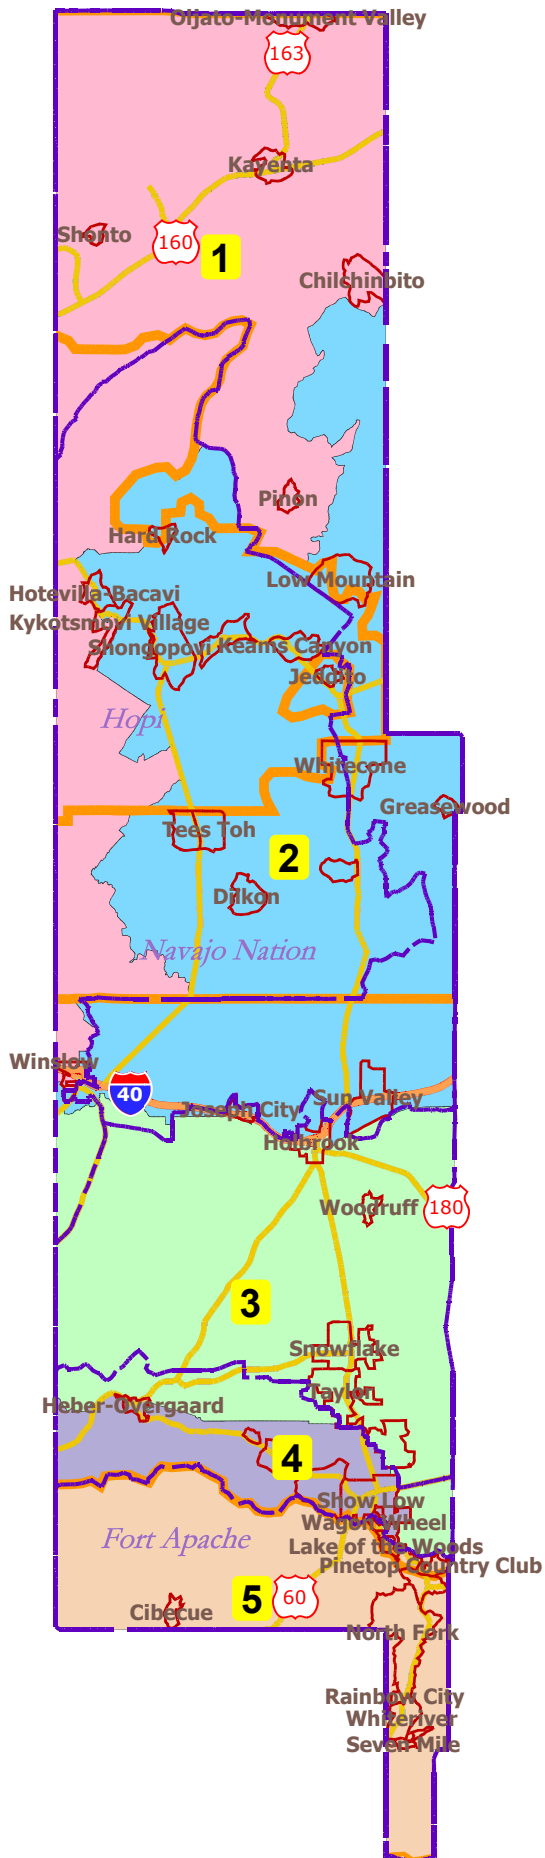 Oljato-Monument Valley
163
Kayenta
Shonto
160
1
Chilchinbito
Pinon
Hard Rock
Low Mountain
Hotevilla-Bacavi
Kykotsmovi Village
Shongopovi
Keams Canyon
Jeddito
Hopi
Whitecone
Greasewood
Tees Toh
2
Dilkon
Navajo Nation
Winslow
40
Joseph City
Sun Valley
Holbrook
Woodruff
180
3
Snowflake
Taylor
Heber-Overgaard
4
Show Low
Wagon Wheel
Fort Apache
Lake of the Woods
Pinetop Country Club
5
60
Cibecue
North Fork
Rainbow City
Whiteriver
Seven Mile